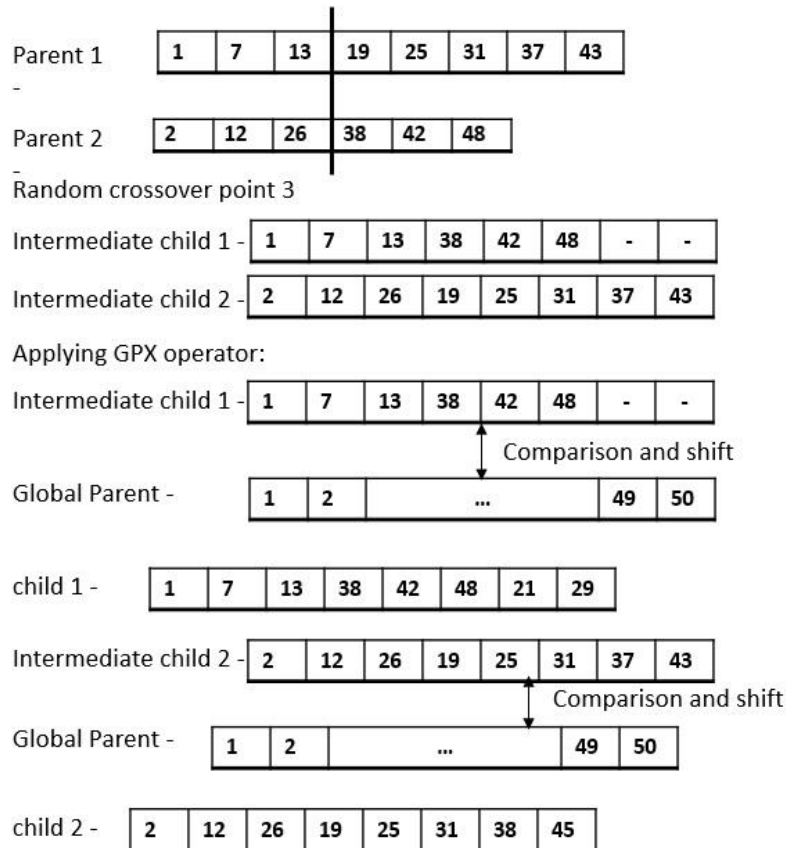 Parent 1 1 7 13 19 25 31 37 43
-
Parent 2 2 12 26 38 42 48
-
Random crossover point 3
Intermediate child 1 - 1 7 13 38 42 48 - -
Intermediate child 2 - 2 12 26 19 25 31 37 43
Applying GPX operator:
Intermediate child 1 - 1 7 13 38 42 48 - -
Comparison and shift
Global Parent - 1 2 ... 49 50
child 1 - 1 7 13 38 42 48 21 29
Intermediate child 2 - 2 12 26 19 25 31 37 43
Comparison and shift
Global Parent - 1 2 ... 49 50
child 2 - 2 12 26 19 25 31 38 45